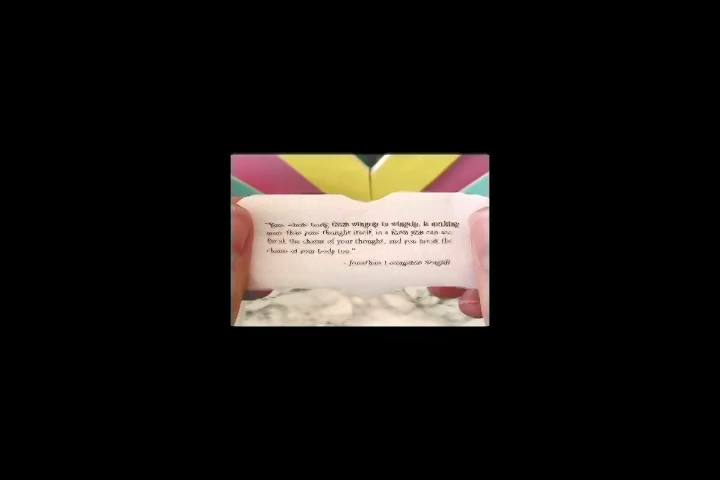 "Your whole body, from wingtip to wingtip, is nothing
more than your thought itself, in a form you can see.
Break the chains of your thought, and you break the
chains of your body too."
- Jonathan Livingston Seagull